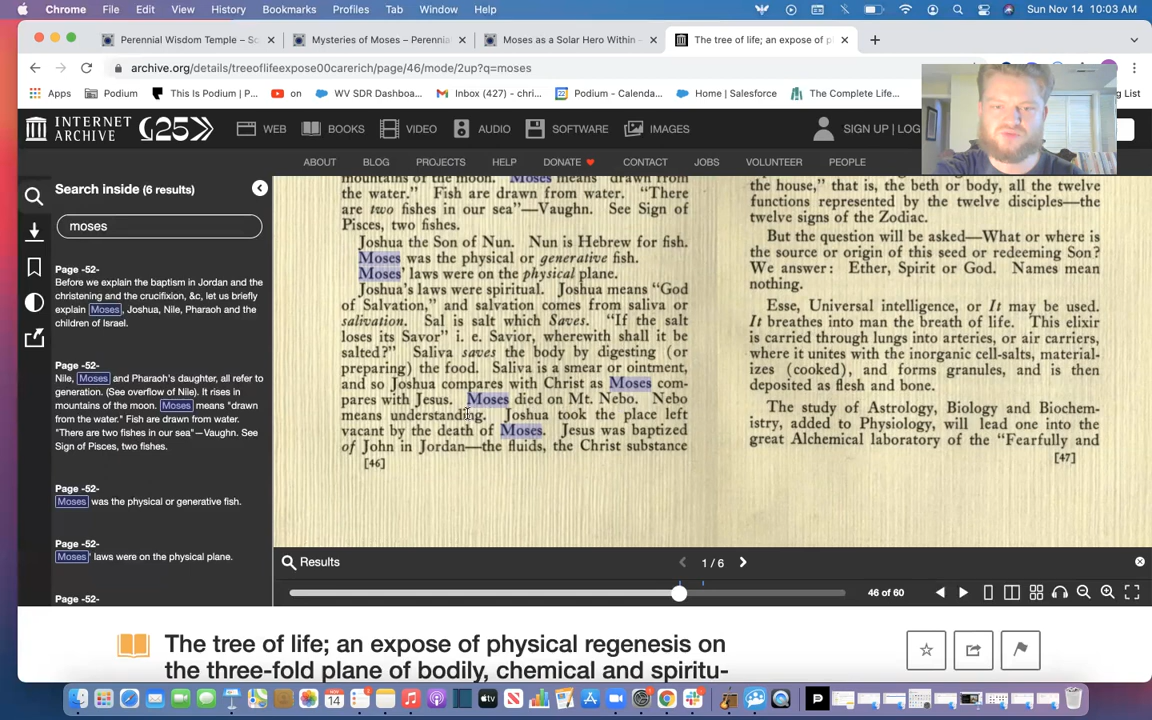 Chrome File Edit View History Bookmarks Profiles Tab Window Help Sun Nov 14 10:03 AM
Perennial Wisdom Temple – Sc × Mysteries of Moses – Perennia × Moses as a Solar Hero Within – × The tree of life; an expose of p ×
archive.org/details/treeoflifeexpose00carerich/page/46/mode/2up?q=moses
Apps Podium This Is Podium | P... on WV SDR Dashba... Inbox (427) - chri... Podium - Calenda... Home | Salesforce The Complete Life... List
INTERNET ARCHIVE 25 WEB BOOKS VIDEO AUDIO SOFTWARE IMAGES SIGN UP | LOG
ABOUT BLOG PROJECTS HELP DONATE CONTACT JOBS VOLUNTEER PEOPLE
Search inside (6 results)
moses
Page -52-
Before we explain the baptism in Jordan and the
christening and the crucifixion, &c, let us briefly
explain Moses, Joshua, Nile, Pharaoh and the
children of Israel.
Page -52-
Nile, Moses and Pharaoh's daughter, all refer to
generation. (See overflow of Nile). It rises in
mountains of the moon. Moses means "drawn
from the water." Fish are drawn from water.
"There are two fishes in our sea"—Vaughn. See
Sign of Pisces, two fishes.
Page -52-
Moses was the physical or generative fish.
Page -52-
Moses' laws were on the physical plane.
Page -52-
mountains of the moon. Moses means "drawn from
the water." Fish are drawn from water. "There
are two fishes in our sea"—Vaughn. See Sign of
Pisces, two fishes.
Joshua the Son of Nun. Nun is Hebrew for fish.
Moses was the physical or generative fish.
Moses' laws were on the physical plane.
Joshua's laws were spiritual. Joshua means "God
of Salvation," and salvation comes from saliva or
salivation. Sal is salt which Saves. "If the salt
loses its Savor" i. e. Savior, wherewith shall it be
salted?" Saliva saves the body by digesting (or
preparing) the food. Saliva is a smear or ointment,
and so Joshua compares with Christ as Moses com-
pares with Jesus. Moses died on Mt. Nebo. Nebo
means understanding. Joshua took the place left
vacant by the death of Moses. Jesus was baptized
of John in Jordan—the fluids, the Christ substance
[46]
the house," that is, the beth or body, all the twelve
functions represented by the twelve disciples—the
twelve signs of the Zodiac.
But the question will be asked—What or where is
the source or origin of this seed or redeeming Son?
We answer: Ether, Spirit or God. Names mean
nothing.
Esse, Universal intelligence, or It may be used.
It breathes into man the breath of life. This elixir
is carried through lungs into arteries, or air carriers,
where it unites with the inorganic cell-salts, material-
izes (cooked), and forms granules, and is then
deposited as flesh and bone.
The study of Astrology, Biology and Biochem-
istry, added to Physiology, will lead one into the
great Alchemical laboratory of the "Fearfully and
[47]
Results 1 / 6
46 of 60
The tree of life; an expose of physical regenesis on
the three-fold plane of bodily, chemical and spiritu-